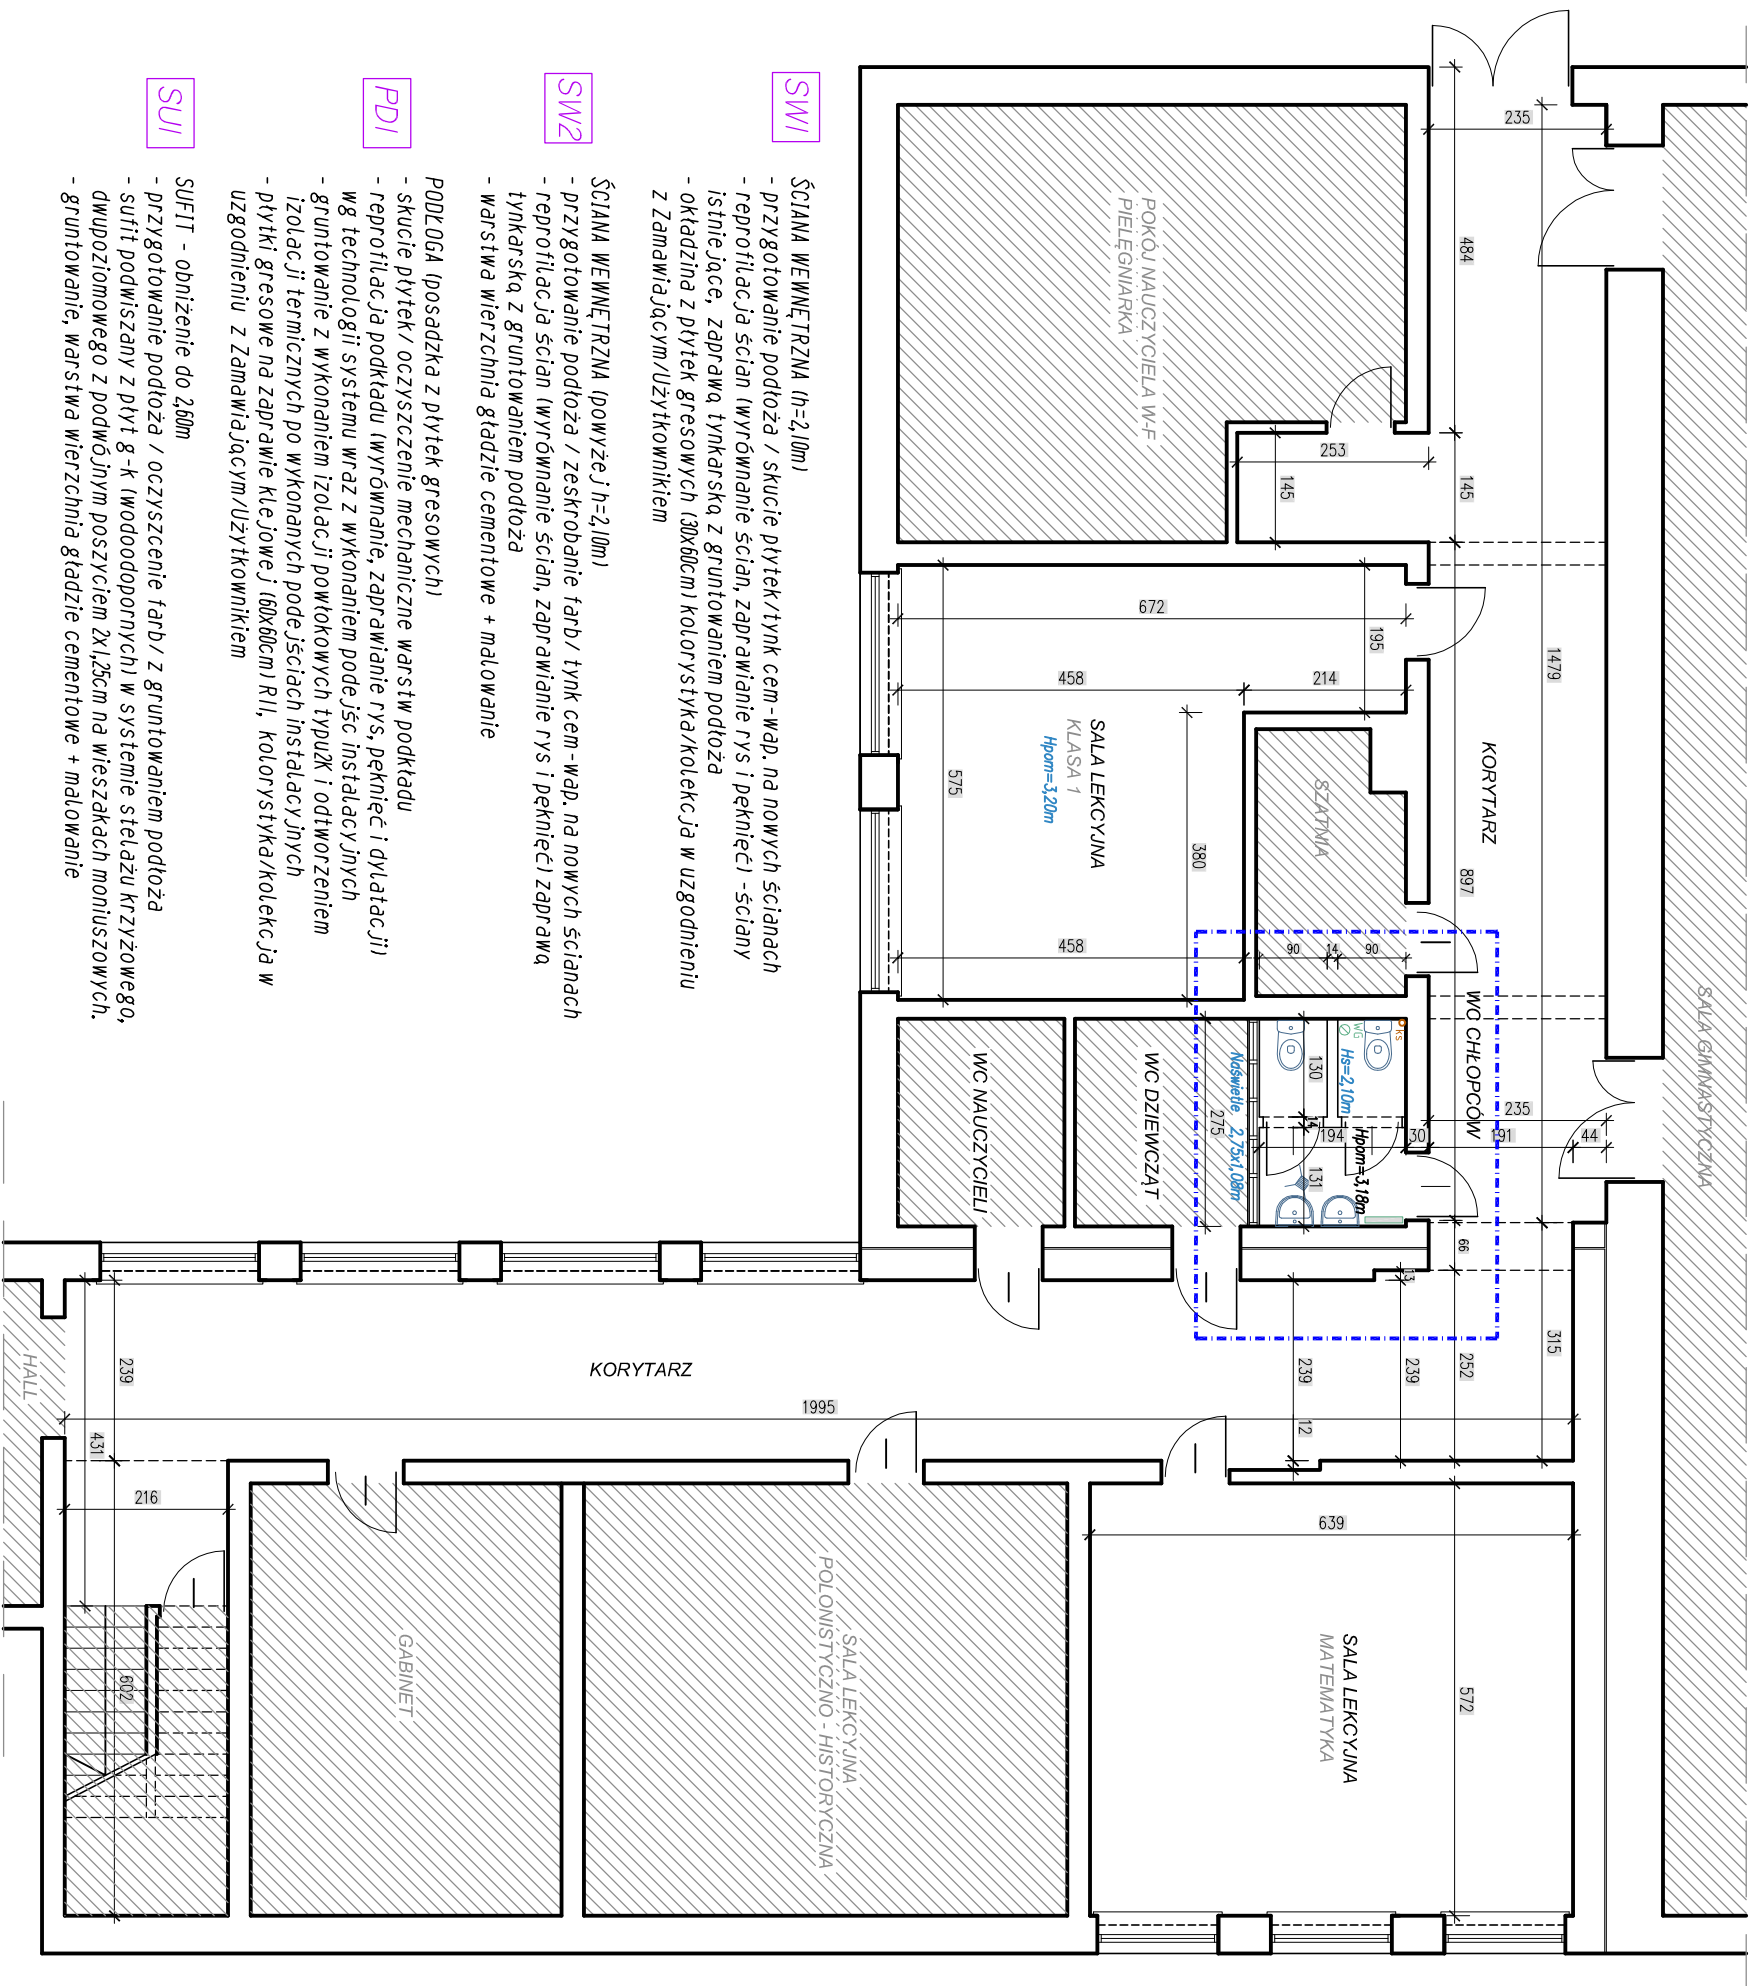 SW1
ŚCIANA WEWNĘTRZNA (h=2,10m)
- przygotowanie podłoża / skucie płytek/tynk cem-wap. na nowych ścianach
- reprofilacja ścian (wyrównanie ścian, zaprawianie rys i pęknięć) - ściany
istniejące, zaprawą tynkarską z gruntowaniem podłoża
- okładzina z płytek gresowych (30x60cm) kolorystyka/kolekcja w uzgodnieniu
z Zamawiającym/Użytkownikiem
SW2
ŚCIANA WEWNĘTRZNA (powyżej h=2,10m)
- przygotowanie podłoża / zeskrobanie farb/ tynk cem-wap. na nowych ścianach
- reprofilacja ścian (wyrównanie ścian, zaprawianie rys i pęknięć) zaprawą
tynkarską z gruntowaniem podłoża
- warstwa wierzchnia gładzie cementowe + malowanie
PD1
PODŁOGA (posadzka z płytek gresowych)
- skucie płytek/ oczyszczenie mechaniczne warstw podkładu
- reprofilacja podkładu (wyrównanie, zaprawianie rys, pęknięć i dylatacji)
wg technologii systemu wraz z wykonaniem podejść instalacyjnych
- gruntowanie z wykonaniem izolacji powłokowych typu2K i odtworzeniem
izolacji termicznych po wykonanych podejściach instalacyjnych
- płytki gresowe na zaprawie klejowej (60x60cm) R11, kolorystyka/kolekcja w
uzgodnieniu z Zamawiającym/Użytkownikiem
SU1
SUFIT - obniżenie do 2,60m
- przygotowanie podłoża / oczyszcenie farb/ z gruntowaniem podłoża
- sufit podwiszany z płyt g-k (wodoodpornych) w systemie stelażu krzyżowego,
dwupoziomowego z podwójnym poszyciem 2x1,25cm na wieszakach moniuszowych.
- gruntowanie, warstwa wierzchnia gładzie cementowe + malowanie
POKÓJ NAUCZYCIELA W-F
PIELĘGNIARKA
SALA LEKCYJNA
KLASA 1
Hpom=3,20m
SZATNIA
KORYTARZ
WC CHŁOPCÓW
SALA GIMNASTYCZNA
WC NAUCZYCIELI
WC DZIEWCZĄT
Naświetle 2,75x1,08m
Hs=2,10m
Hpom=3,18m
WG
ks
KORYTARZ
HALL
GABINET
SALA LEKCYJNA
POLONISTYCZNO - HISTORYCZNA
SALA LEKCYJNA
MATEMATYKA
235
484
253
145
145
1479
672
195
458
214
575
380
897
458
90
14
90
130
14
131
275
194
30
191
44
235
66
13
315
252
239
239
12
1995
239
431
216
602
639
572